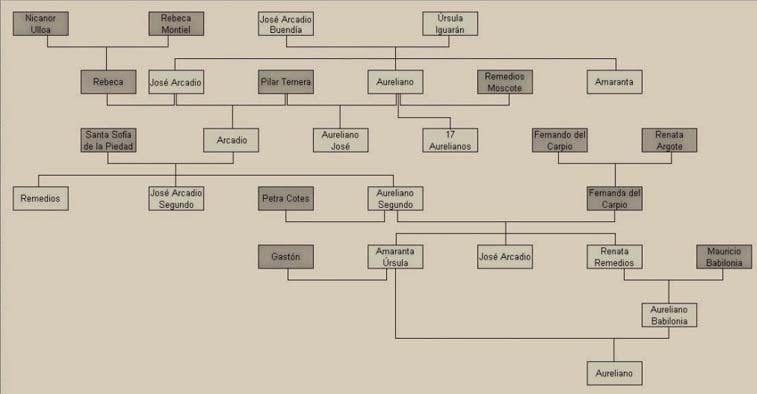 Nicanor
Ulloa
Rebeca
Montiel
José Arcadio
Buendía
Úrsula
Iguarán
Rebeca
José Arcadio
Pilar Ternera
Aureliano
Remedios
Moscote
Amaranta
Santa Sofía
de la Piedad
Arcadio
Aureliano
José
17
Aurelianos
Fernando del
Carpio
Renata
Argote
Remedios
José Arcadio
Segundo
Petra Cotes
Aureliano
Segundo
Fernanda del
Carpio
Gastón
Amaranta
Úrsula
José Arcadio
Renata
Remedios
Mauricio
Babilonia
Aureliano
Babilonia
Aureliano